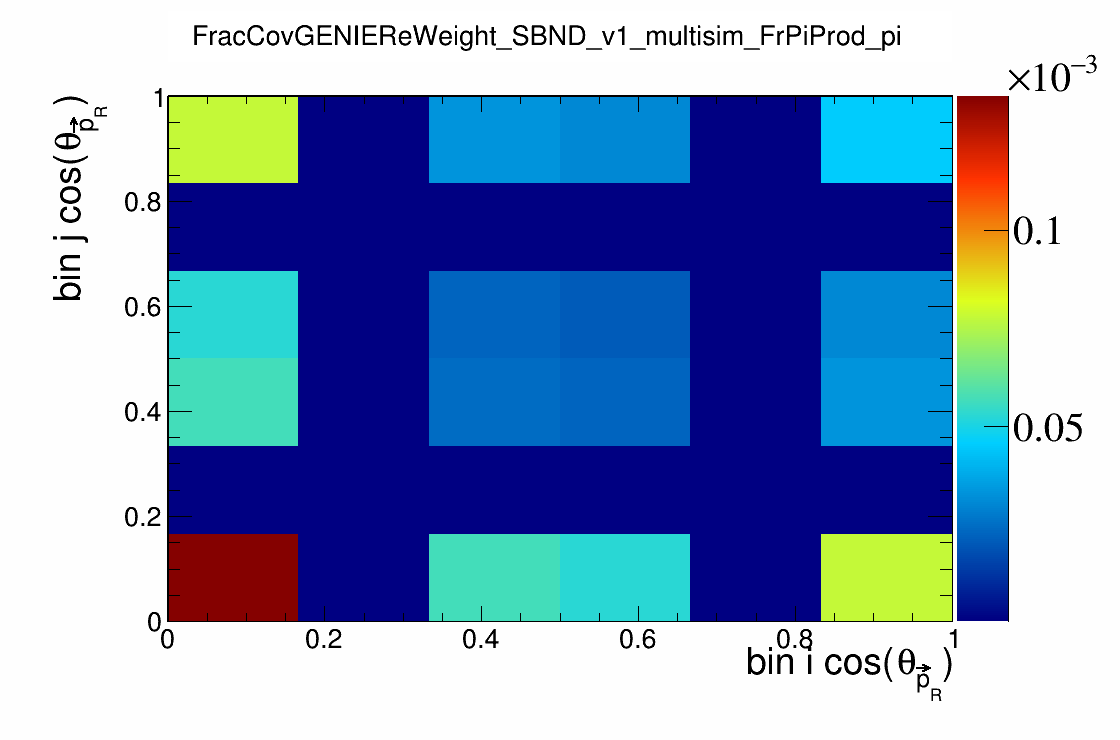 FracCovGENIEReWeight_SBND_v1_multisim_FrPiProd_pi
×10⁻³
bin j cos(θ_p⃗_R)
1
0.8
0.6
0.4
0.2
0
0.1
0.05
0 0.2 0.4 0.6 0.8 1
bin i cos(θ_p⃗_R)